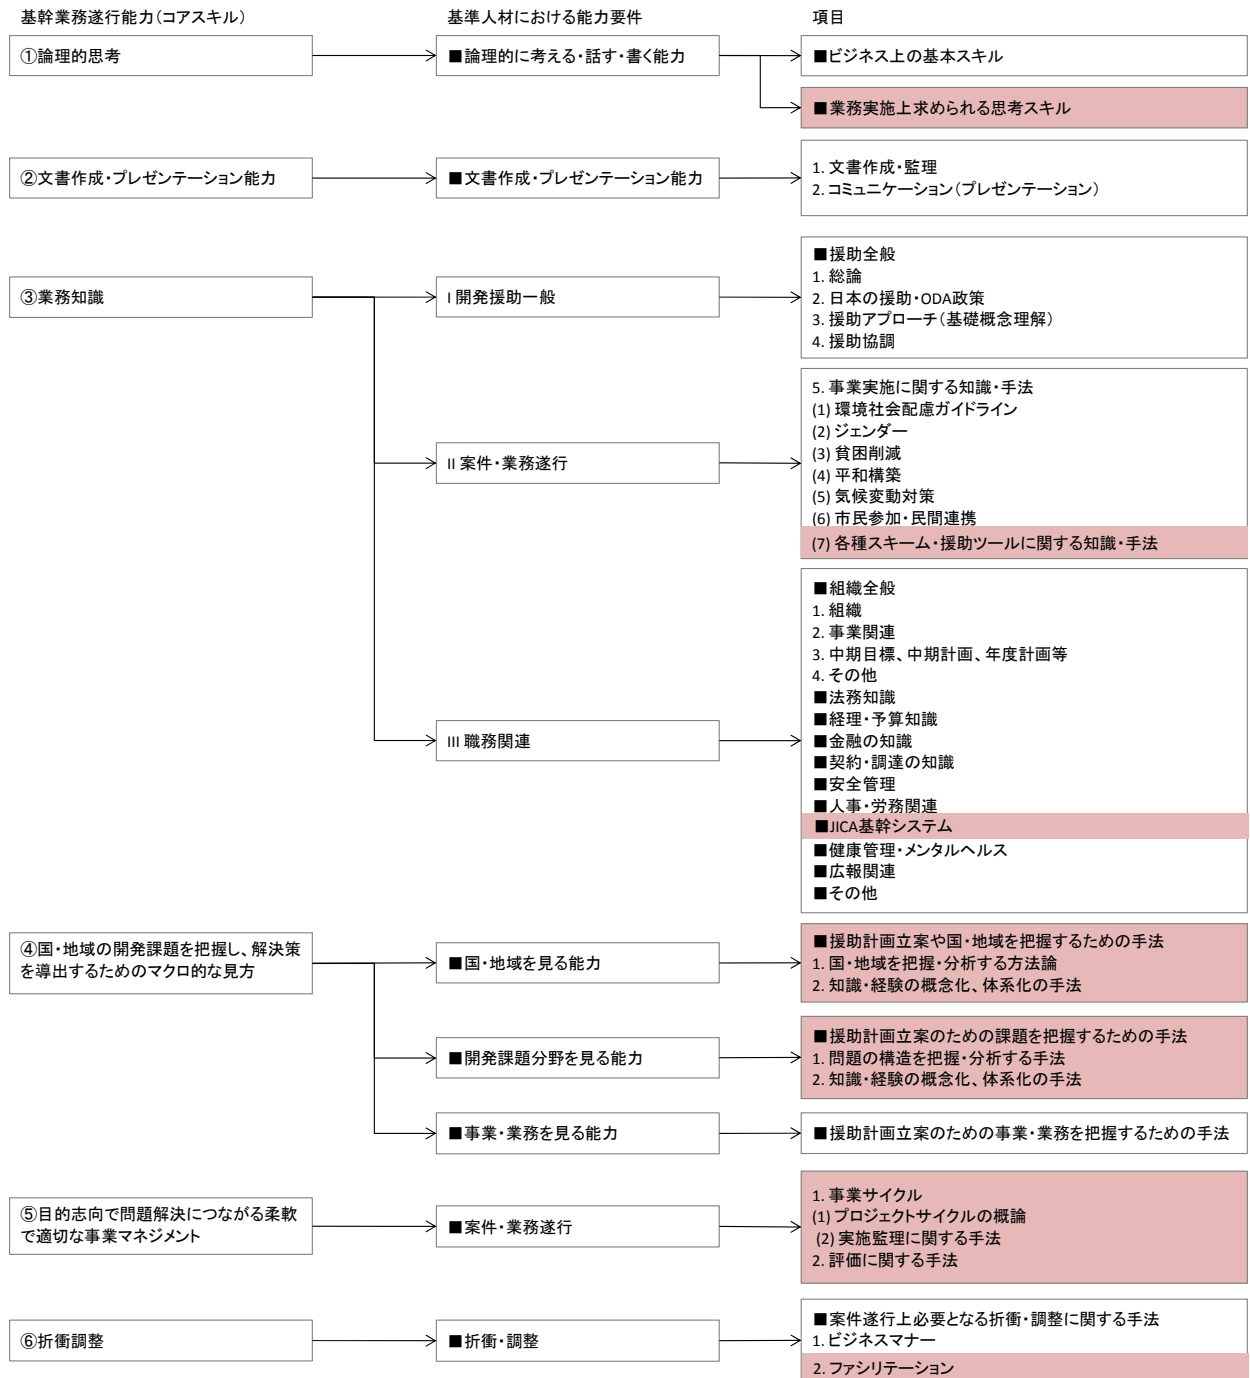 基幹業務遂行能力（コアスキル）
基準人材における能力要件
項目
①論理的思考
■論理的に考える・話す・書く能力
■ビジネス上の基本スキル
■業務実施上求められる思考スキル
②文書作成・プレゼンテーション能力
■文書作成・プレゼンテーション能力
1. 文書作成・監理
2. コミュニケーション（プレゼンテーション）
③業務知識
I 開発援助一般
■援助全般
1. 総論
2. 日本の援助・ODA政策
3. 援助アプローチ（基礎概念理解）
4. 援助協調
II 案件・業務遂行
5. 事業実施に関する知識・手法
(1) 環境社会配慮ガイドライン
(2) ジェンダー
(3) 貧困削減
(4) 平和構築
(5) 気候変動対策
(6) 市民参加・民間連携
(7) 各種スキーム・援助ツールに関する知識・手法
III 職務関連
■組織全般
1. 組織
2. 事業関連
3. 中期目標、中期計画、年度計画等
4. その他
■法務知識
■経理・予算知識
■金融の知識
■契約・調達の知識
■安全管理
■人事・労務関連
■JICA基幹システム
■健康管理・メンタルヘルス
■広報関連
■その他
④国・地域の開発課題を把握し、解決策
を導出するためのマクロ的な見方
■国・地域を見る能力
■援助計画立案や国・地域を把握するための手法
1. 国・地域を把握・分析する方法論
2. 知識・経験の概念化、体系化の手法
■開発課題分野を見る能力
■援助計画立案のための課題を把握するための手法
1. 問題の構造を把握・分析する手法
2. 知識・経験の概念化、体系化の手法
■事業・業務を見る能力
■援助計画立案のための事業・業務を把握するための手法
⑤目的志向で問題解決につながる柔軟
で適切な事業マネジメント
■案件・業務遂行
1. 事業サイクル
(1) プロジェクトサイクルの概論
(2) 実施監理に関する手法
2. 評価に関する手法
⑥折衝調整
■折衝・調整
■案件遂行上必要となる折衝・調整に関する手法
1. ビジネスマナー
2. ファシリテーション